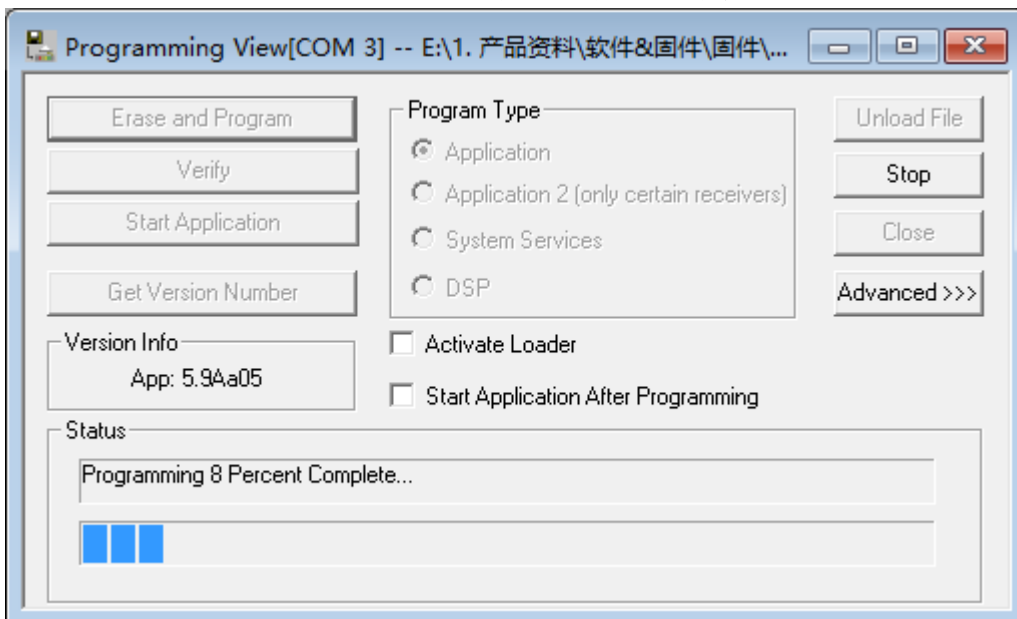 Programming View[COM 3] -- E:\1. 产品资料\软件&固件\固件\...
Erase and Program
Verify
Start Application
Get Version Number
Program Type
Application
Application 2 (only certain receivers)
System Services
DSP
Unload File
Stop
Close
Advanced >>>
Version Info
App: 5.9Aa05
Activate Loader
Start Application After Programming
Status
Programming 8 Percent Complete...